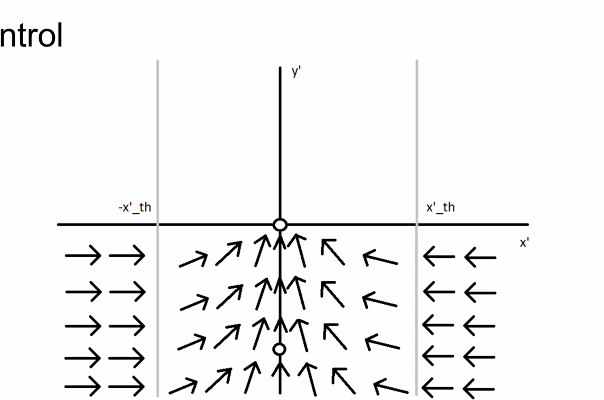 ntrol
y'
-x'_th
x'_th
x'